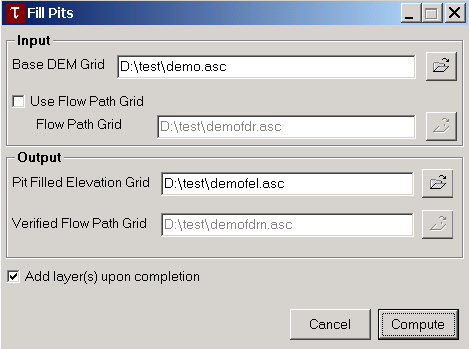 τ Fill Pits
Input
Base DEM Grid D:\test\demo.asc
Use Flow Path Grid
Flow Path Grid D:\test\demofdr.asc
Output
Pit Filled Elevation Grid D:\test\demofel.asc
Verified Flow Path Grid D:\test\demofdrn.asc
Add layer(s) upon completion
Cancel Compute